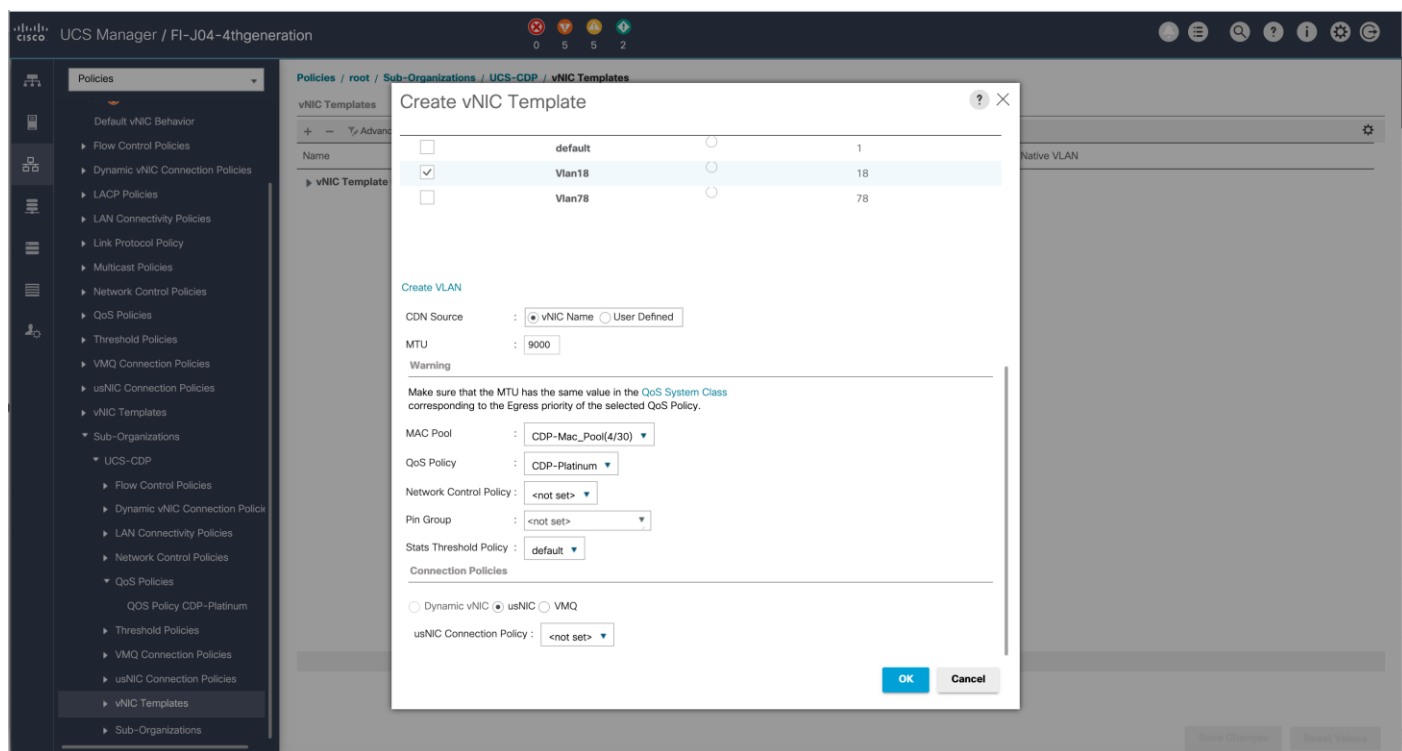 cisco UCS Manager / FI-J04-4thgeneration
0 5 5 2
Policies
Default vNIC Behavior
Flow Control Policies
Dynamic vNIC Connection Policies
LACP Policies
LAN Connectivity Policies
Link Protocol Policy
Multicast Policies
Network Control Policies
QoS Policies
Threshold Policies
VMQ Connection Policies
usNIC Connection Policies
vNIC Templates
Sub-Organizations
UCS-CDP
Flow Control Policies
Dynamic vNIC Connection Policie
LAN Connectivity Policies
Network Control Policies
QoS Policies
QOS Policy CDP-Platinum
Threshold Policies
VMQ Connection Policies
usNIC Connection Policies
vNIC Templates
Sub-Organizations
Policies / root / Sub-Organizations / UCS-CDP / vNIC Templates
vNIC Templates
+ − Advanc
Name Native VLAN
vNIC Template
Create vNIC Template ?
default 1
Vlan18 18
Vlan78 78
Create VLAN
CDN Source : vNIC Name User Defined
MTU : 9000
Warning
Make sure that the MTU has the same value in the QoS System Class
corresponding to the Egress priority of the selected QoS Policy.
MAC Pool : CDP-Mac_Pool(4/30)
QoS Policy : CDP-Platinum
Network Control Policy : <not set>
Pin Group : <not set>
Stats Threshold Policy : default
Connection Policies
Dynamic vNIC usNIC VMQ
usNIC Connection Policy : <not set>
OK Cancel
Save Changes Reset Values